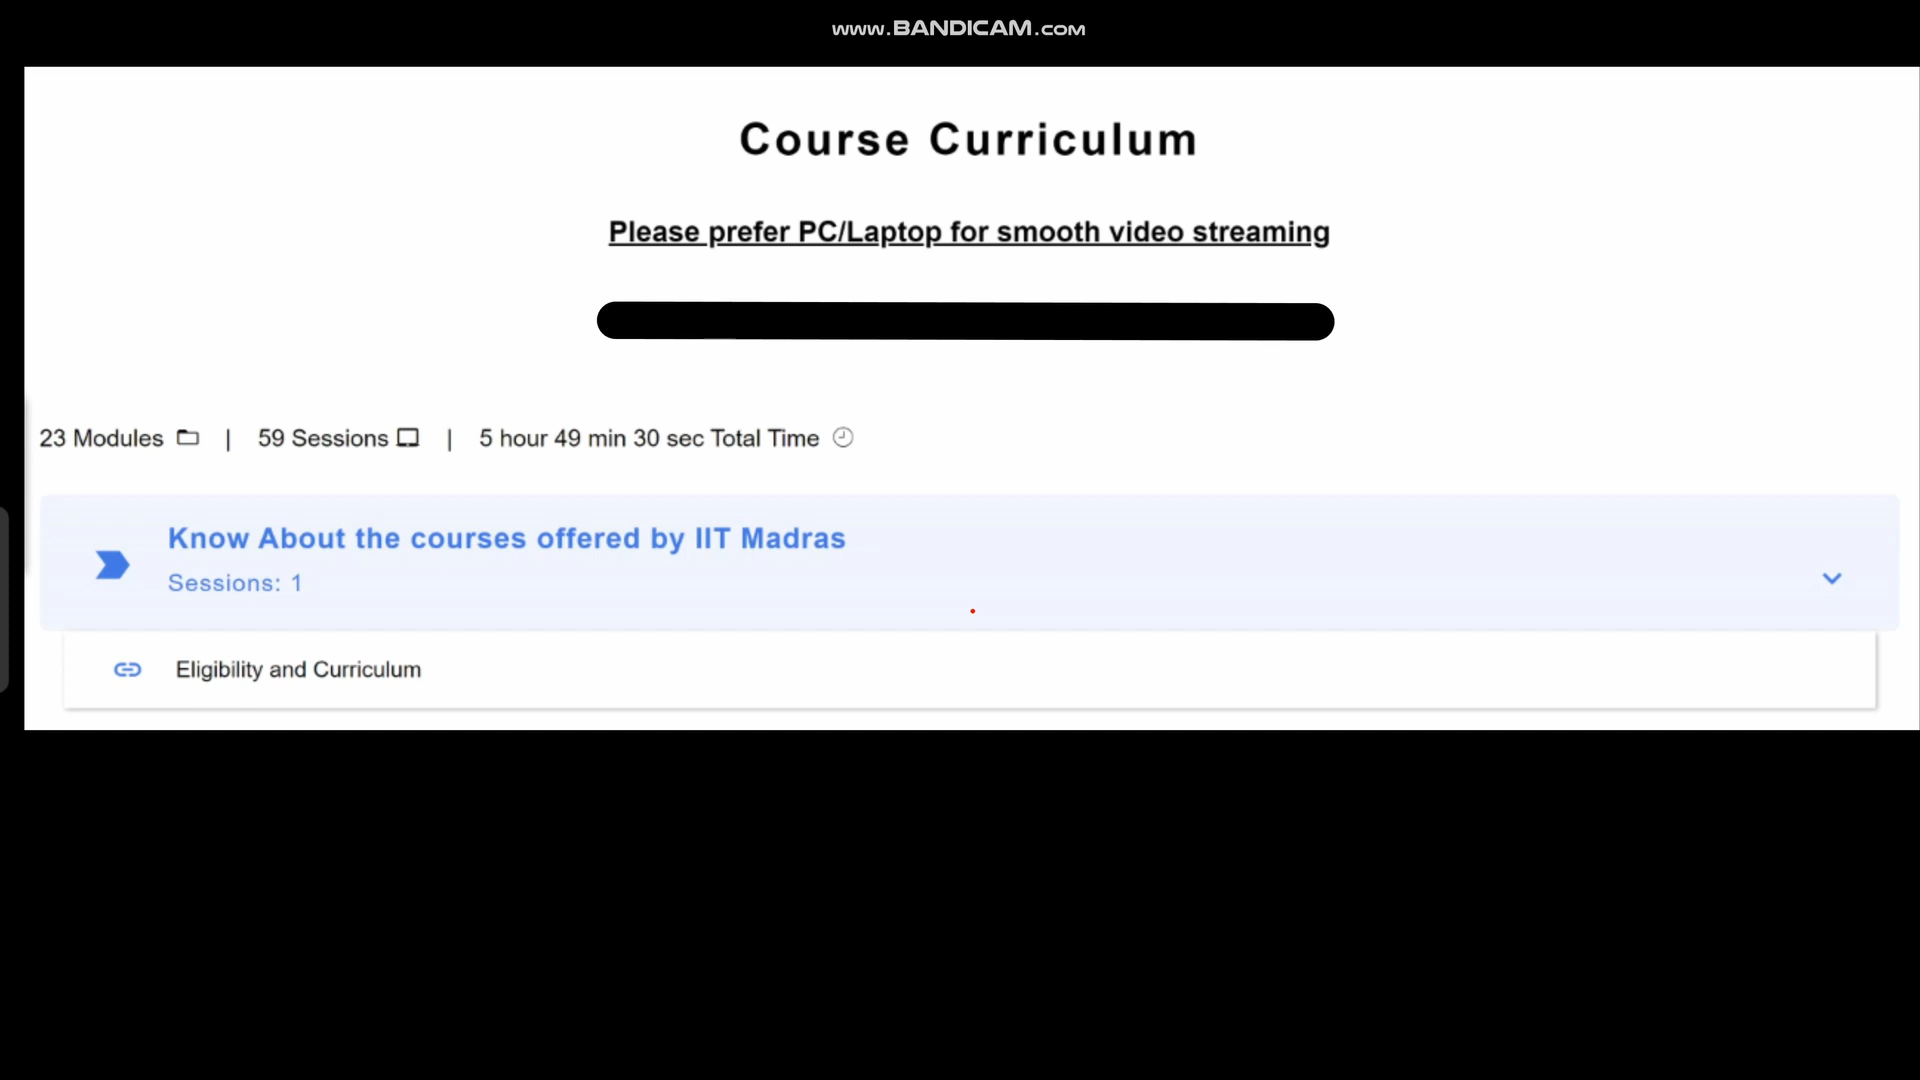 www.BANDICAM.com
Course Curriculum
Please prefer PC/Laptop for smooth video streaming
23 Modules | 59 Sessions | 5 hour 49 min 30 sec Total Time
Know About the courses offered by IIT Madras
Sessions: 1
Eligibility and Curriculum